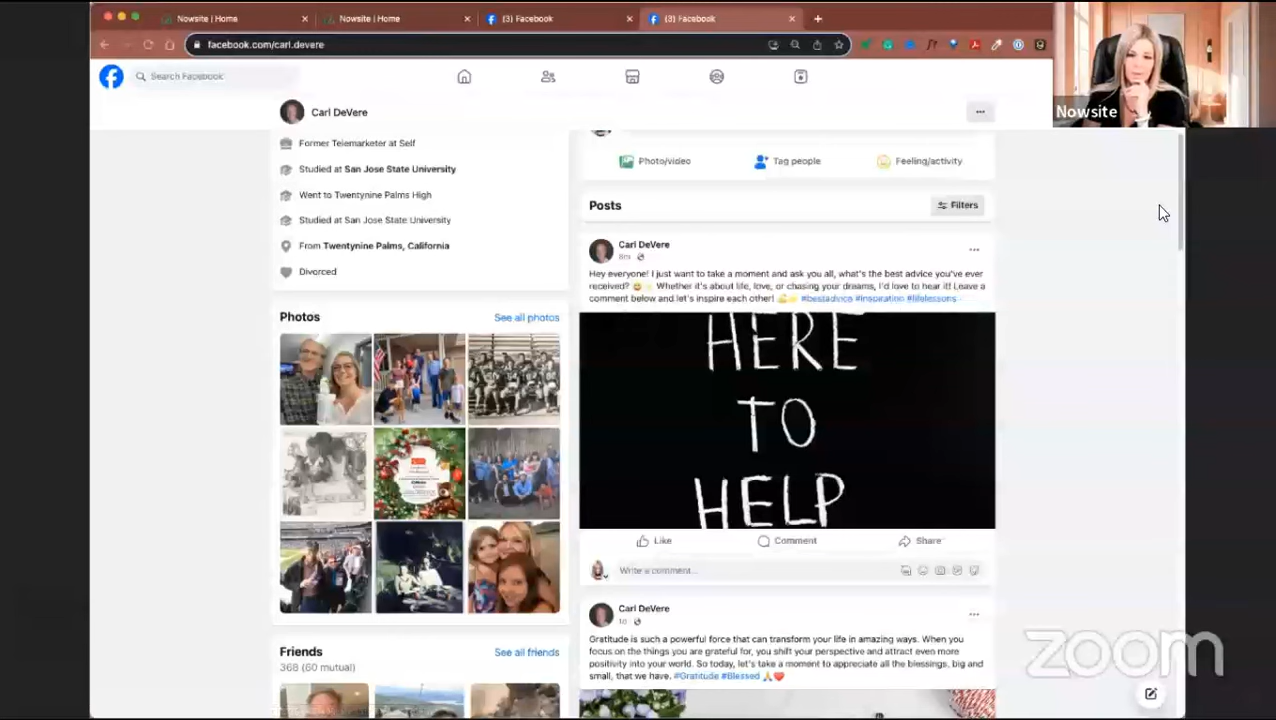 Nowsite | Home
Nowsite | Home
(3) Facebook
(3) Facebook
facebook.com/carl.devere
Search Facebook
Nowsite
Carl DeVere
Former Telemarketer at Self
Studied at San Jose State University
Went to Twentynine Palms High
Studied at San Jose State University
From Twentynine Palms, California
Divorced
Photos
See all photos
Friends
See all friends
368 (60 mutual)
Photo/video
Tag people
Feeling/activity
Posts
Filters
Carl DeVere
8m
Hey everyone! I just want to take a moment and ask you all, what's the best advice you've ever
received? Whether it's about life, love, or chasing your dreams, I'd love to hear it! Leave a
comment below and let's inspire each other! #bestadvice #inspiration #lifelessons
HERE
TO
HELP
Like
Comment
Share
Write a comment...
Carl DeVere
1d
Gratitude is such a powerful force that can transform your life in amazing ways. When you
focus on the things you are grateful for, you shift your perspective and attract even more
positivity into your world. So today, let's take a moment to appreciate all the blessings, big and
small, that we have. #Gratitude #Blessed 🙏❤️
zoom